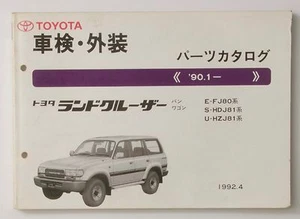 TOYOTA
車検・外装
パーツカタログ
《 '90.1− 》
トヨタ ランドクルーザー バン ワゴン
E-FJ80系
S-HDJ81系
U-HZJ81系
1992.4